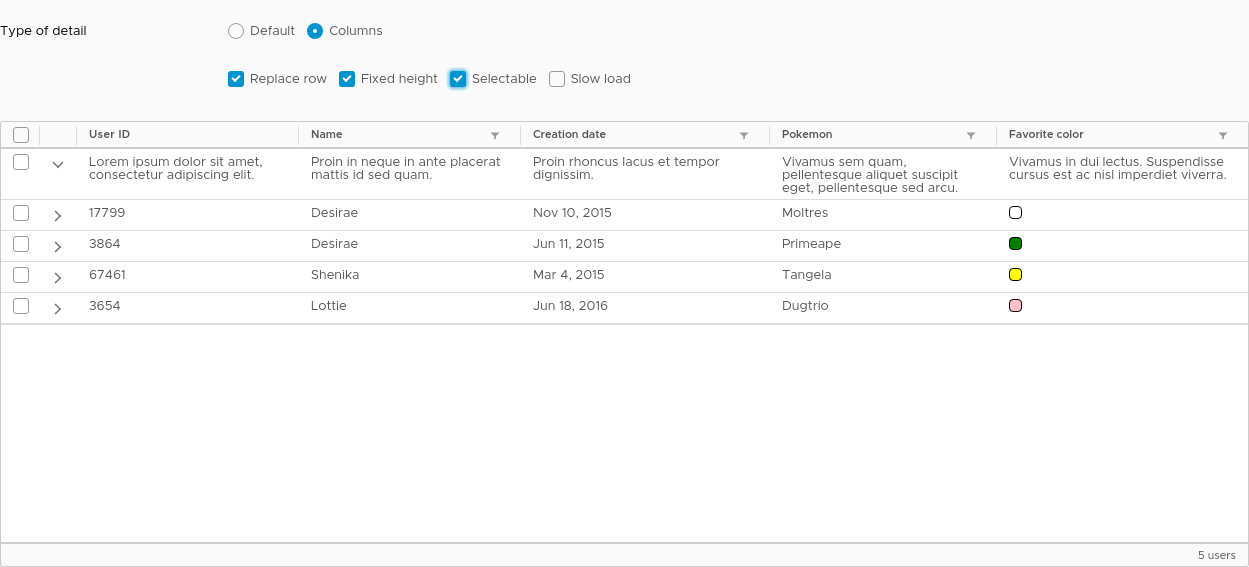 Type of detail
Default Columns
Replace row Fixed height Selectable Slow load
User ID Name Creation date Pokemon Favorite color
Lorem ipsum dolor sit amet,
consectetur adipiscing elit.
Proin in neque in ante placerat
mattis id sed quam.
Proin rhoncus lacus et tempor
dignissim.
Vivamus sem quam,
pellentesque aliquet suscipit
eget, pellentesque sed arcu.
Vivamus in dui lectus. Suspendisse
cursus est ac nisl imperdiet viverra.
17799 Desirae Nov 10, 2015 Moltres
3864 Desirae Jun 11, 2015 Primeape
67461 Shenika Mar 4, 2015 Tangela
3654 Lottie Jun 18, 2016 Dugtrio
5 users